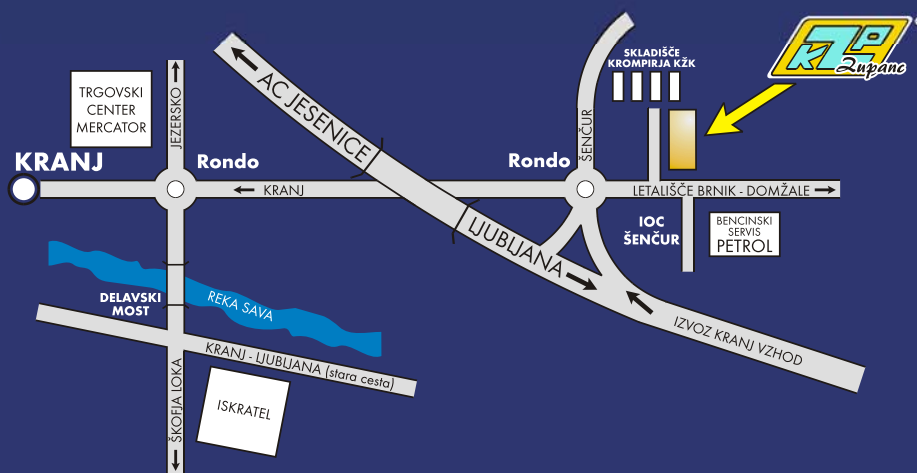 KZP
Zupanc
SKLADIŠČE
KROMPIRJA KŽK
AC JESENICE
TRGOVSKI
CENTER
MERCATOR
JEZERSKO
ŠENČUR
KRANJ
Rondo
Rondo
KRANJ
LETALIŠČE BRNIK - DOMŽALE
IOC
ŠENČUR
BENCINSKI
SERVIS
PETROL
LJUBLJANA
DELAVSKI
MOST
REKA SAVA
IZVOZ KRANJ VZHOD
KRANJ - LJUBLJANA (stara cesta)
ŠKOFJA LOKA
ISKRATEL